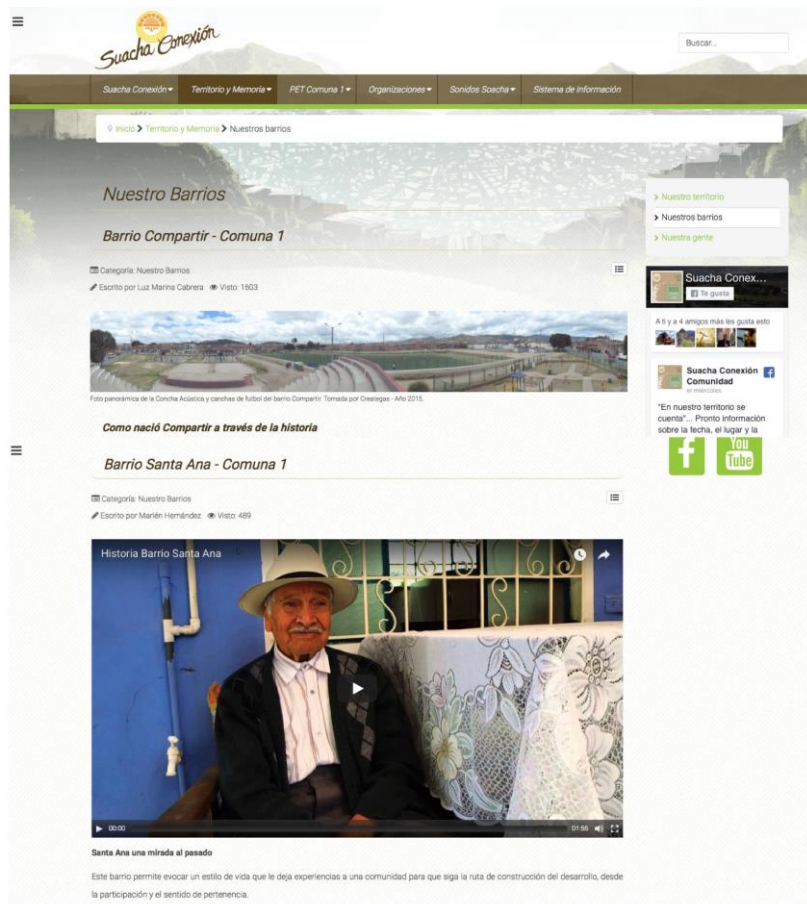 Suacha Conexión
Buscar...
Suacha Conexión
Territorio y Memoria
PET Comuna 1
Organizaciones
Sonidos Soacha
Sistema de Información
Inicio > Territorio y Memoria > Nuestros barrios
Nuestro Barrios
Barrio Compartir - Comuna 1
Categoría: Nuestro Barrios
Escrito por Luz Marina Cabrera Visto: 1603
Foto panorámica de la Concha Acústica y canchas de futbol del barrio Compartir. Tomada por Creategas - Año 2015.
Como nació Compartir a través de la historia
Barrio Santa Ana - Comuna 1
Categoría: Nuestro Barrios
Escrito por Marlén Hernández Visto: 489
Historia Barrio Santa Ana
00:00
01:55
Santa Ana una mirada al pasado
Este barrio permite evocar un estilo de vida que le deja experiencias a una comunidad para que siga la ruta de construcción del desarrollo, desde
la participación y el sentido de pertenencia.
> Nuestro territorio
> Nuestros barrios
> Nuestra gente
Suacha Conex...
Te gusta
A ti y a 4 amigos más les gusta esto
Suacha Conexión
Comunidad
el miércoles
"En nuestro territorio se
cuenta"... Pronto información
sobre la fecha, el lugar y la
f
You
Tube